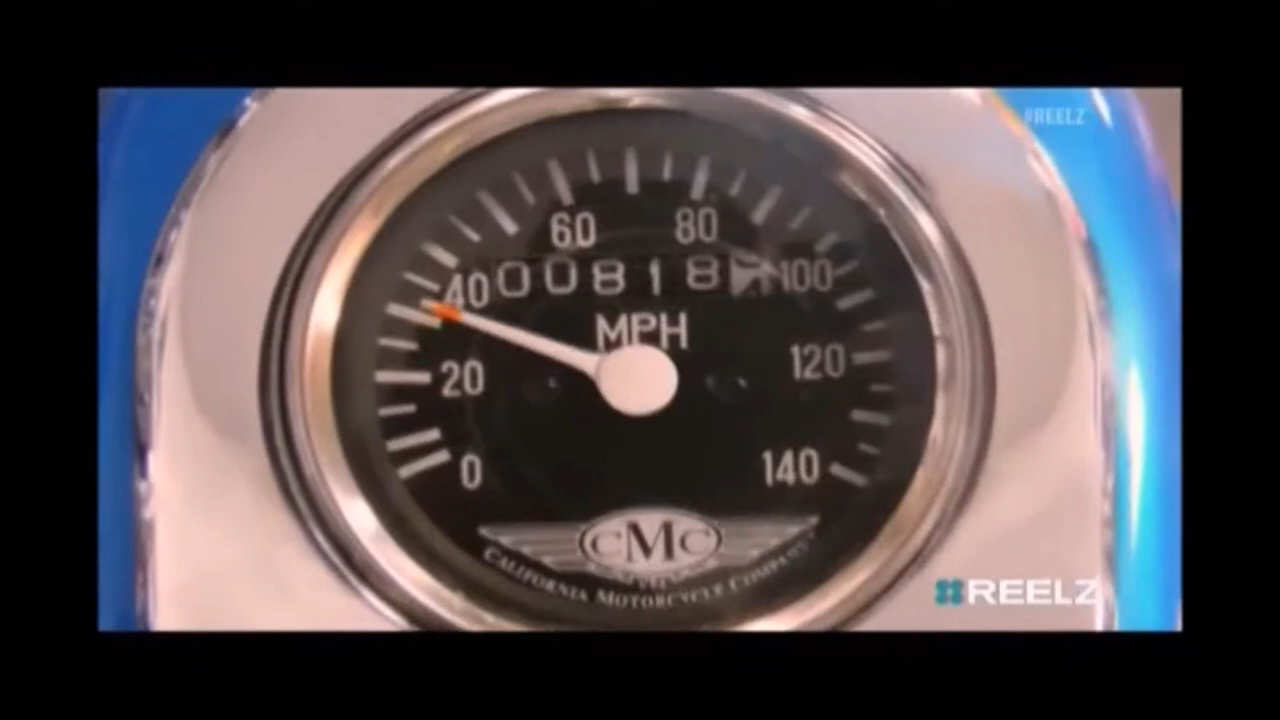 #REELZ
60 80
40 00818 100
MPH
20 120
0 140
CMC
CALIFORNIA MOTORCYCLE COMPANY
REELZ